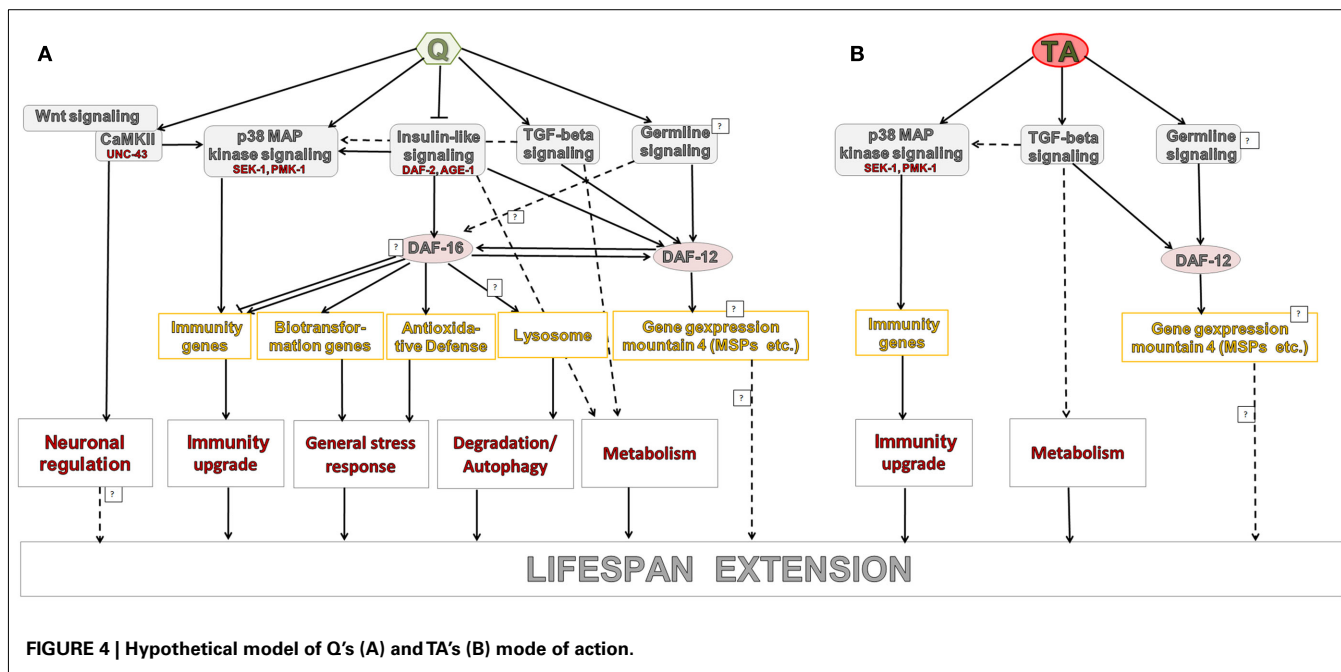 A
Q
Wnt signaling
CaMKII
UNC-43
p38 MAP
kinase signaling
SEK-1, PMK-1
Insulin-like
signaling
DAF-2, AGE-1
TGF-beta
signaling
Germline
signaling
?
?
?
DAF-16
DAF-12
?
?
Immunity
genes
Biotransfor-
mation genes
Antioxida-
tive Defense
Lysosome
Gene gexpression
mountain 4 (MSPs etc.)
?
Neuronal
regulation
?
Immunity
upgrade
General stress
response
Degradation/
Autophagy
Metabolism
B
TA
p38 MAP
kinase signaling
SEK-1, PMK-1
TGF-beta
signaling
Germline
signaling
?
DAF-12
Immunity
genes
?
Gene gexpression
mountain 4 (MSPs etc.)
?
Immunity
upgrade
Metabolism
LIFESPAN EXTENSION
FIGURE 4 | Hypothetical model of Q's (A) and TA's (B) mode of action.